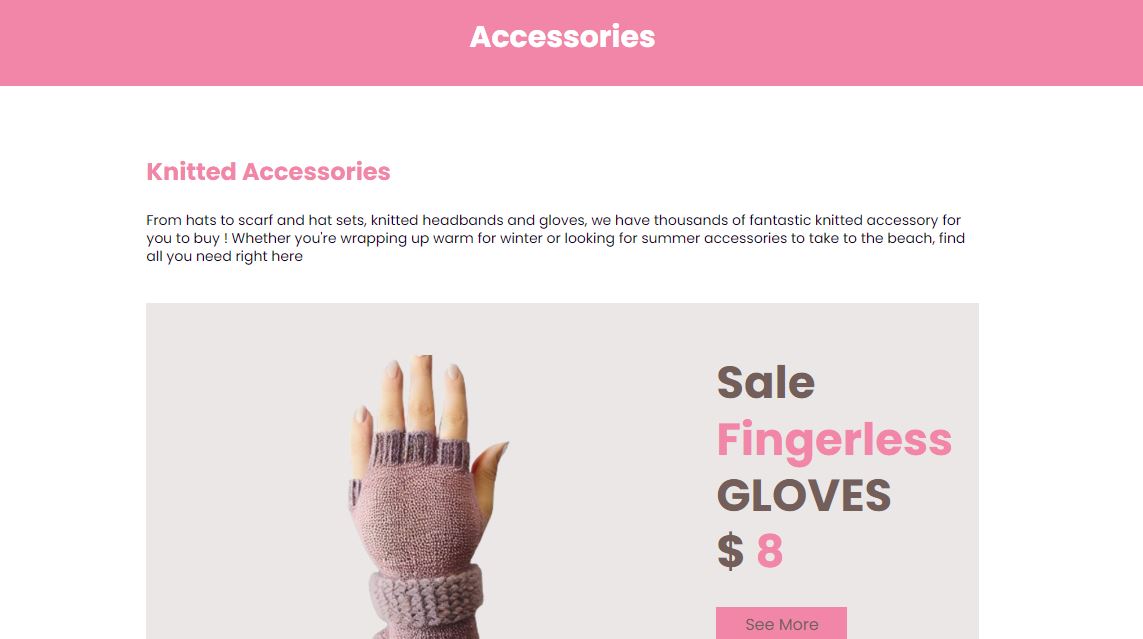 Accessories
Knitted Accessories
From hats to scarf and hat sets, knitted headbands and gloves, we have thousands of fantastic knitted accessory for
you to buy ! Whether you're wrapping up warm for winter or looking for summer accessories to take to the beach, find
all you need right here
Sale
Fingerless
GLOVES
$ 8
See More